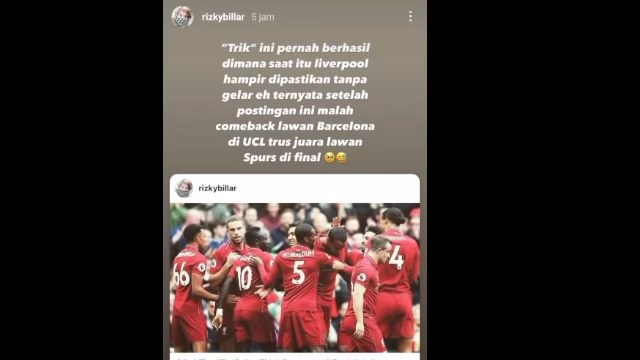 rizkybillar 5 jam
"Trik" ini pernah berhasil
dimana saat itu liverpool
hampir dipastikan tanpa
gelar eh ternyata setelah
postingan ini malah
comeback lawan Barcelona
di UCL trus juara lawan
Spurs di final 🥹😆
rizkybillar
66
10
5
4